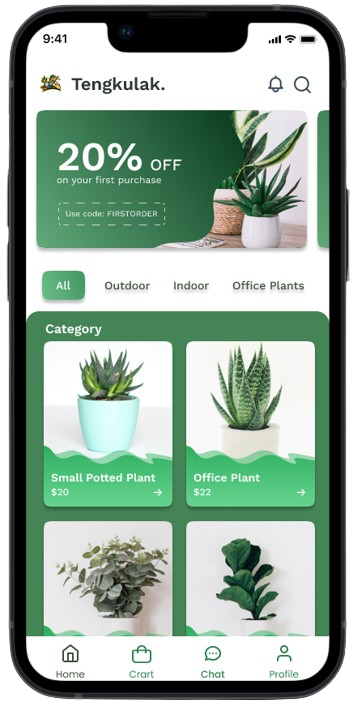 9:41
Tengkulak.
20% OFF
on your first purchase
Use code: FIRSTORDER
All Outdoor Indoor Office Plants
Category
Small Potted Plant
$20
Office Plant
$22
Home Crart Chat Profile